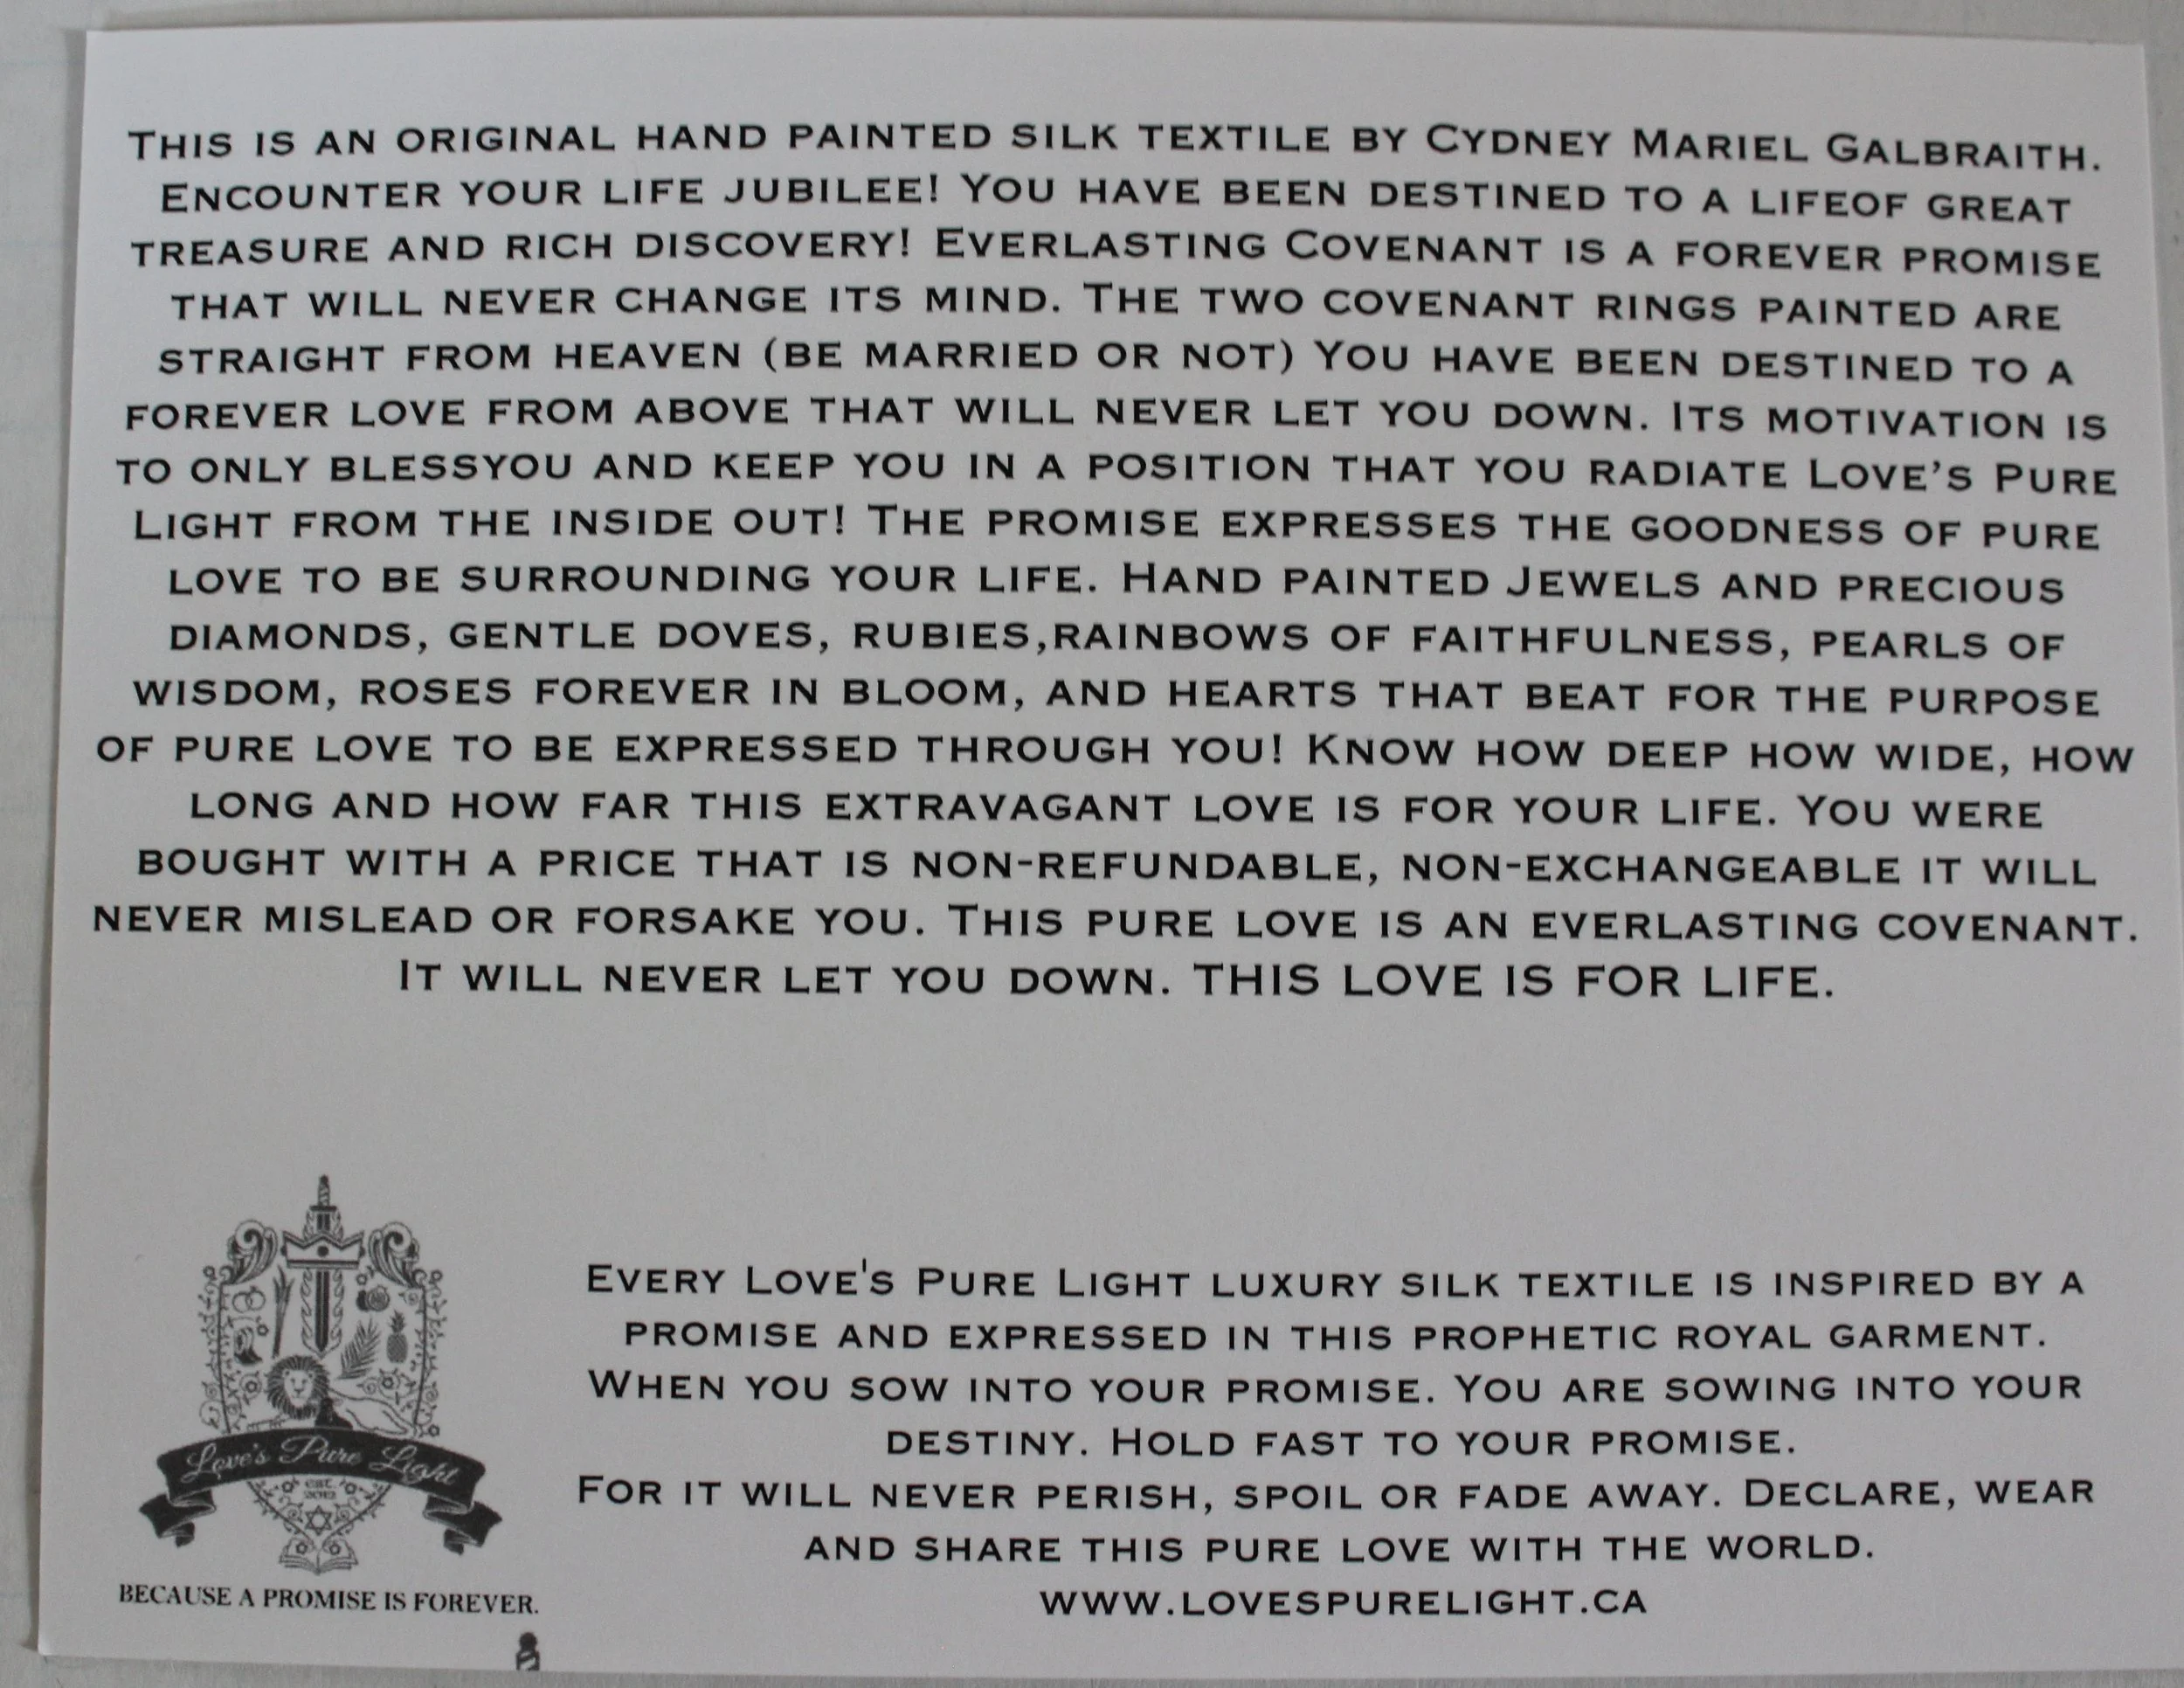 This is an original hand painted silk textile by Cydney Mariel Galbraith.
Encounter your life jubilee! You have been destined to a lifeof great
treasure and rich discovery! Everlasting Covenant is a forever promise
that will never change its mind. The two covenant rings painted are
straight from heaven (be married or not) You have been destined to a
forever love from above that will never let you down. Its motivation is
to only blessyou and keep you in a position that you radiate Love’s Pure
Light from the inside out! The promise expresses the goodness of pure
love to be surrounding your life. Hand painted Jewels and precious
diamonds, gentle doves, rubies,rainbows of faithfulness, pearls of
wisdom, roses forever in bloom, and hearts that beat for the purpose
of pure love to be expressed through you! Know how deep how wide, how
long and how far this extravagant love is for your life. You were
bought with a price that is non-refundable, non-exchangeable it will
never mislead or forsake you. This pure love is an everlasting covenant.
It will never let you down. THIS LOVE IS FOR LIFE.
Love's Pure Light
EST.
2012
BECAUSE A PROMISE IS FOREVER.
Every Love's Pure Light luxury silk textile is inspired by a
promise and expressed in this prophetic royal garment.
When you sow into your promise. You are sowing into your
destiny. Hold fast to your promise.
For it will never perish, spoil or fade away. Declare, wear
and share this pure love with the world.
www.lovespurelight.ca